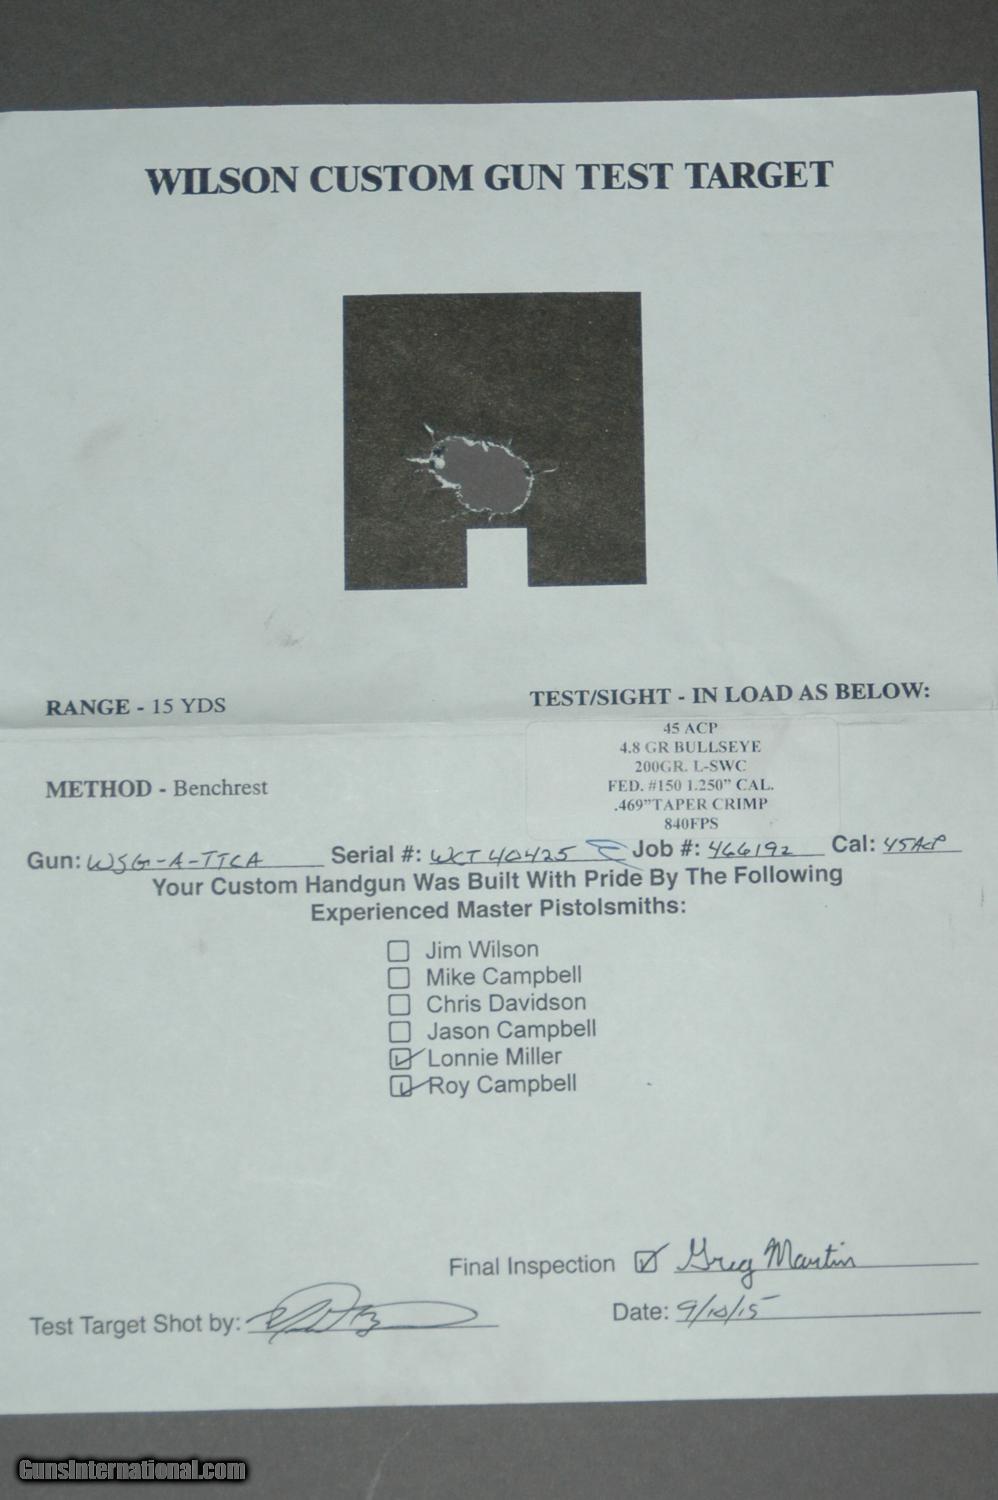 WILSON CUSTOM GUN TEST TARGET
RANGE - 15 YDS
TEST/SIGHT - IN LOAD AS BELOW:
45 ACP
4.8 GR BULLSEYE
200GR. L-SWC
FED. #150 1.250" CAL.
.469"TAPER CRIMP
840FPS
METHOD - Benchrest
Gun: WSG-A-TTCA Serial #: WCT40425 Job #: 466192 Cal: 45ACP
Your Custom Handgun Was Built With Pride By The Following
Experienced Master Pistolsmiths:
Jim Wilson
Mike Campbell
Chris Davidson
Jason Campbell
Lonnie Miller
Roy Campbell
Final Inspection Greg Martin
Test Target Shot by:
Date: 9/10/15
GunsInternational.com